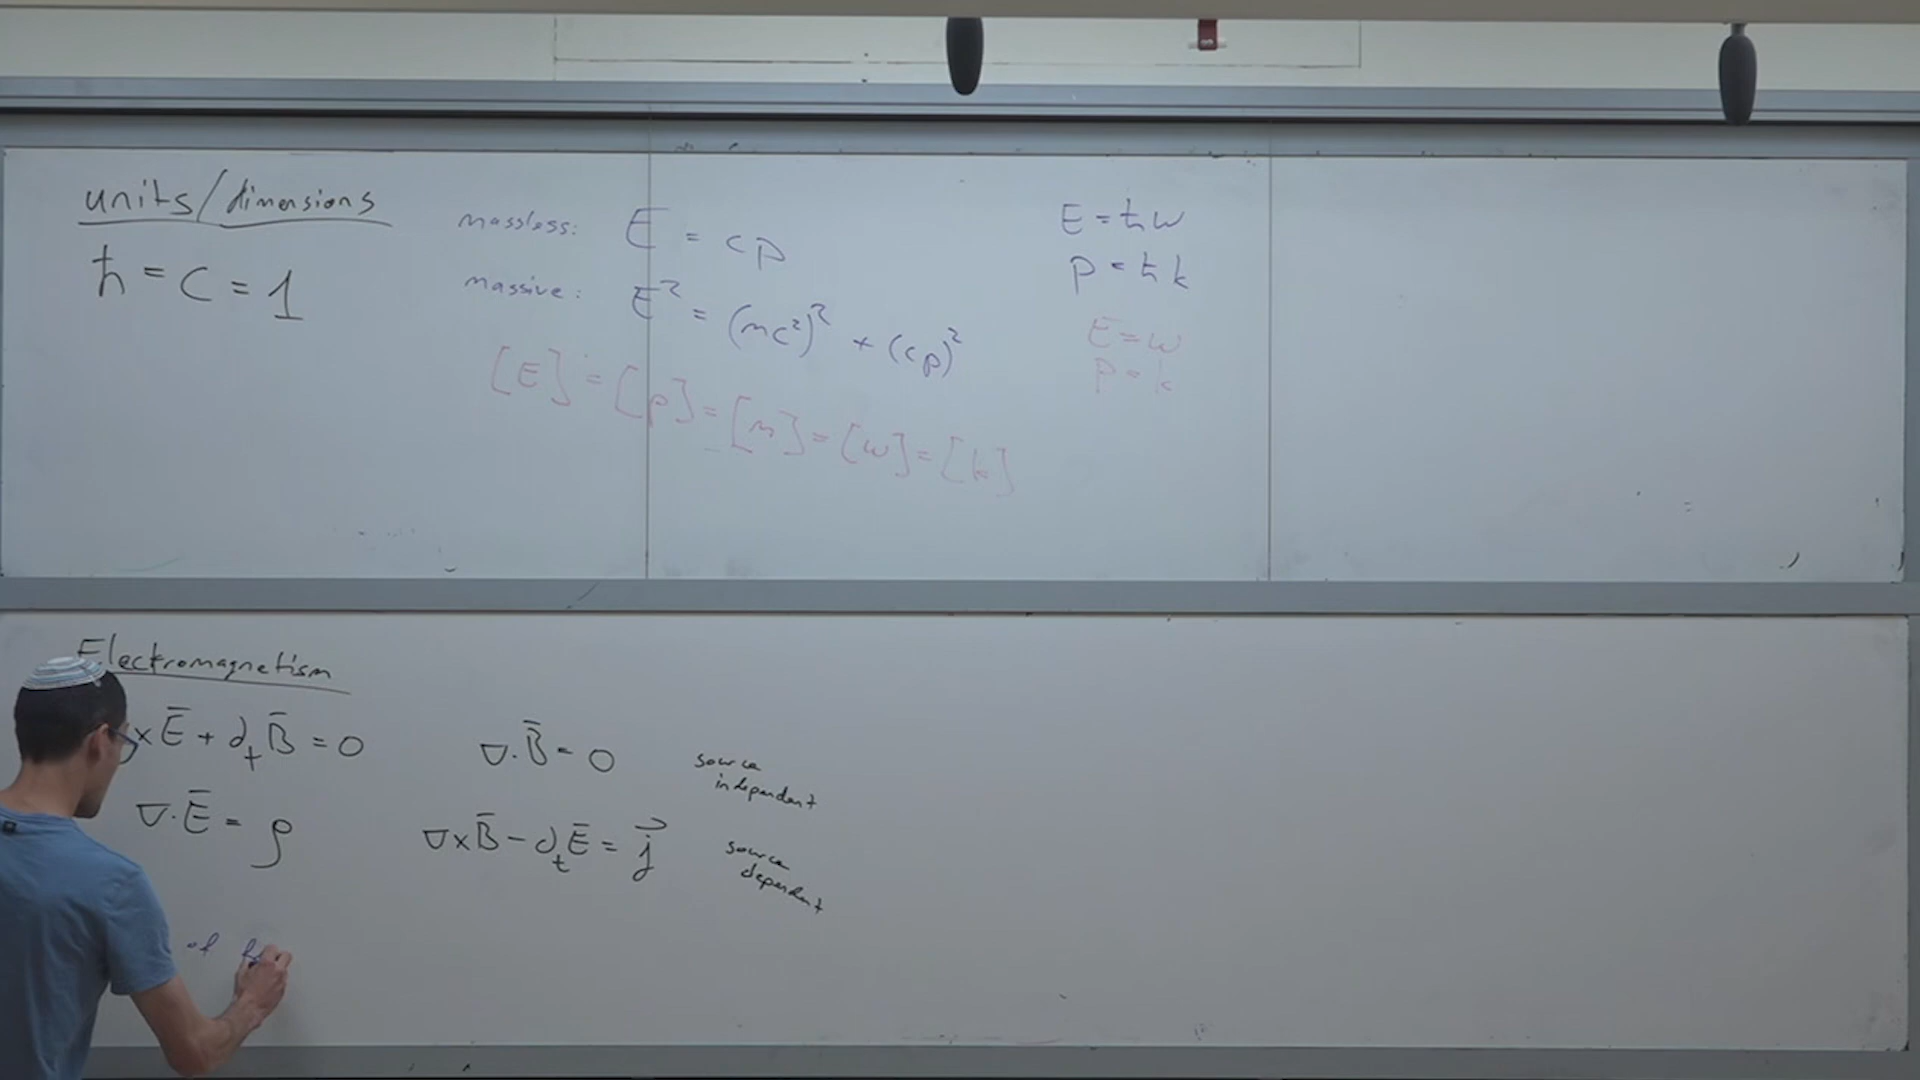 units/dimensions
ħ = c = 1
massless: E = cp
massive: E² = (mc²)² + (cp)²
[E] = [p] = [m] = [ω] = [k]
E = ħω
p = ħk
E = ω
p = k
Electromagnetism
×Ē + ∂ₜB̄ = 0
∇·B̄ = 0
source
independent
∇·Ē = ρ
∇×B̄ − ∂ₜĒ = j⃗
source
dependent
of